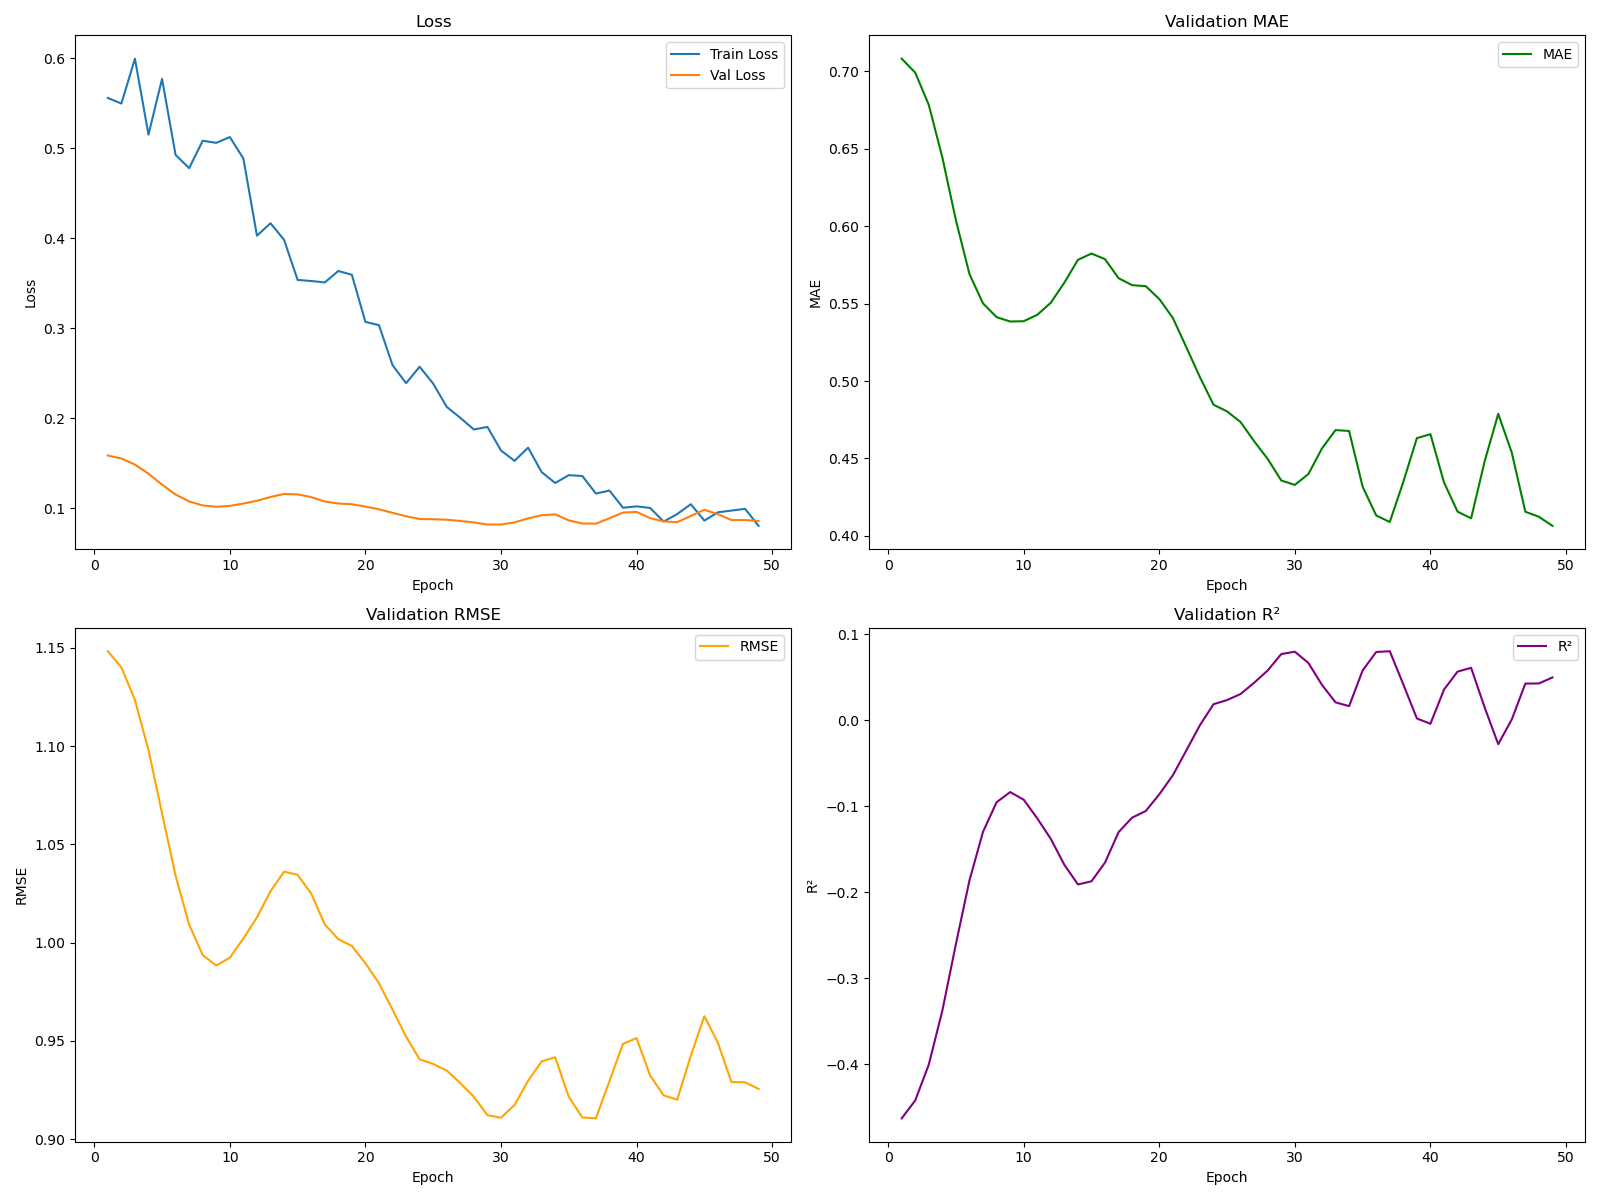 Loss
0.6
0.5
0.4
0.3
0.2
0.1
Loss
Train Loss
Val Loss
0 10 20 30 40 50
Epoch
Validation MAE
0.70
0.65
0.60
0.55
0.50
0.45
0.40
MAE
MAE
0 10 20 30 40 50
Epoch
Validation RMSE
1.15
1.10
1.05
1.00
0.95
0.90
RMSE
RMSE
0 10 20 30 40 50
Epoch
Validation R²
0.1
0.0
−0.1
−0.2
−0.3
−0.4
R²
R²
0 10 20 30 40 50
Epoch